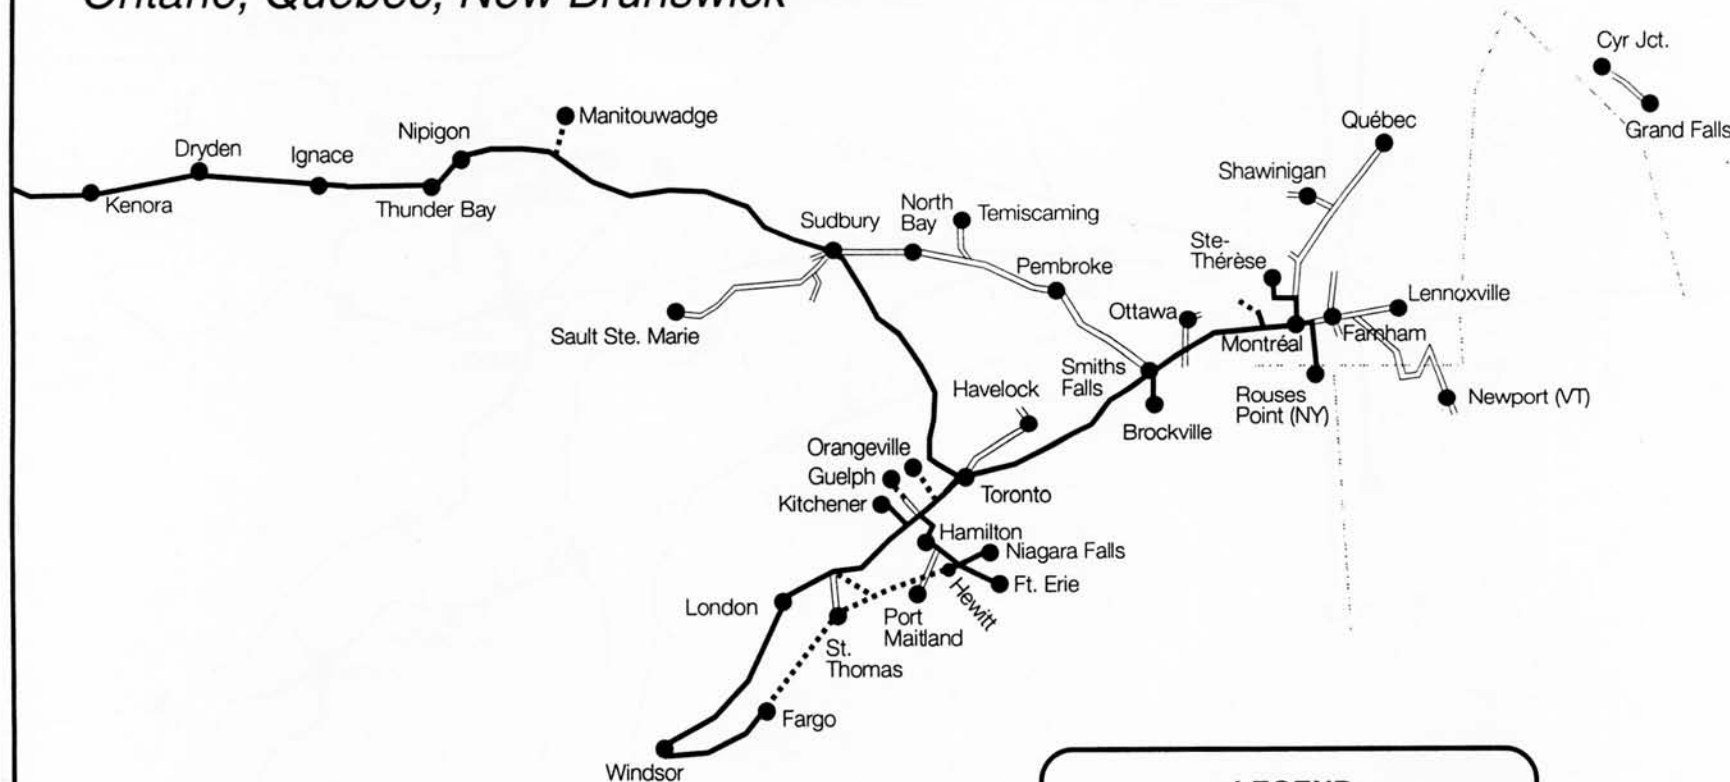 Ontario, Québec, New Brunswick
Cyr Jct.
Grand Falls
Manitouwadge
Nipigon
Dryden
Ignace
Kenora
Thunder Bay
Québec
Shawinigan
Sudbury
North
Bay
Temiscaming
Ste-
Thérèse
Pembroke
Ottawa
Lennoxville
Sault Ste. Marie
Montréal
Farnham
Smiths
Falls
Havelock
Rouses
Point (NY)
Newport (VT)
Brockville
Orangeville
Guelph
Kitchener
Toronto
Hamilton
Niagara Falls
Ft. Erie
Hewitt
London
Port
Maitland
St.
Thomas
Fargo
Windsor
LEGEND